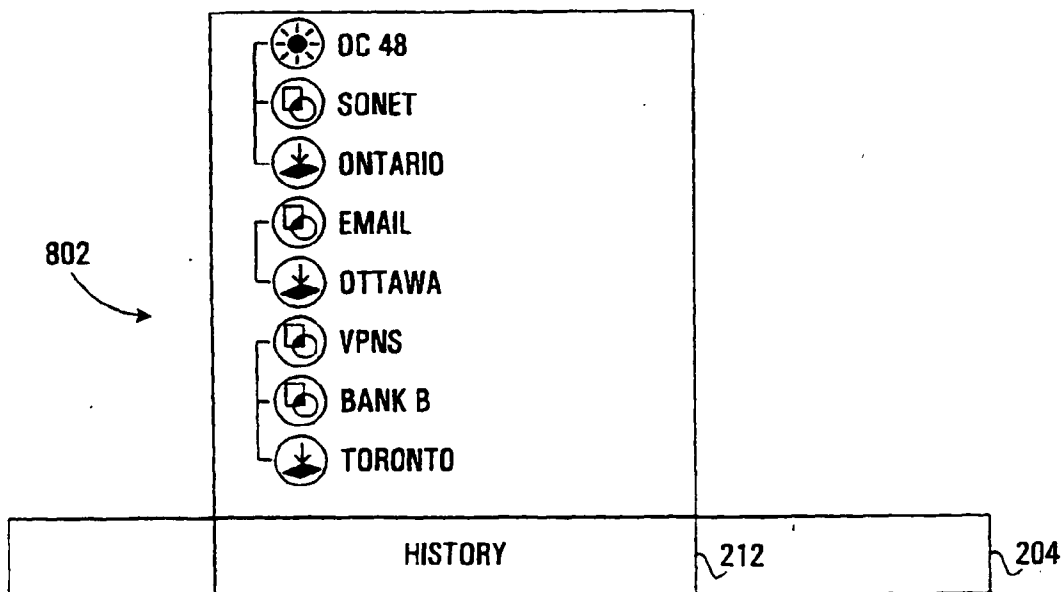 OC 48
SONET
ONTARIO
EMAIL
802
OTTAWA
VPNS
BANK B
TORONTO
HISTORY
212
204